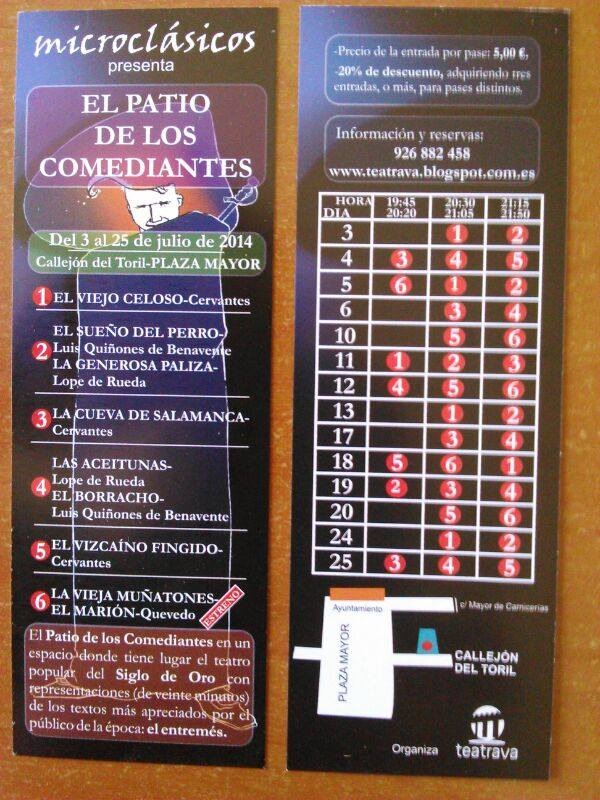 microclásicos
presenta
EL PATIO
DE LOS
COMEDIANTES
Del 3 al 25 de julio de 2014
Callejón del Toril-PLAZA MAYOR
1 EL VIEJO CELOSO-Cervantes
2 EL SUEÑO DEL PERRO-
Luis Quiñones de Benavente
LA GENEROSA PALIZA-
Lope de Rueda
3 LA CUEVA DE SALAMANCA-
Cervantes
4 LAS ACEITUNAS-
Lope de Rueda
EL BORRACHO-
Luis Quiñones de Benavente
5 EL VIZCAÍNO FINGIDO-
Cervantes
6 LA VIEJA MUÑATONES-
EL MARIÓN-Quevedo
ESTRENO
El Patio de los Comediantes en un
espacio donde tiene lugar el teatro
popular del Siglo de Oro con
representaciones (de veinte minutos)
de los textos más apreciados por el
público de la época: el entremés.
-Precio de la entrada por pase: 5,00 €.
-20% de descuento, adquiriendo tres
entradas, o más, para pases distintos.
Información y reservas:
926 882 458
www.teatrava.blogspot.com.es
HORA 19:45 20:30 21:15
DIA 20:20 21:05 21:50
3 1 2
4 3 4 5
5 6 1 2
6 3 4
10 5 6
11 1 2 3
12 4 5 6
13 1 2
17 3 4
18 5 6 1
19 2 3 4
20 5 6
24 1 2
25 3 4 5
Ayuntamiento
c/ Mayor de Carnicerías
PLAZA MAYOR
CALLEJÓN
DEL TORIL
Organiza
teatrava